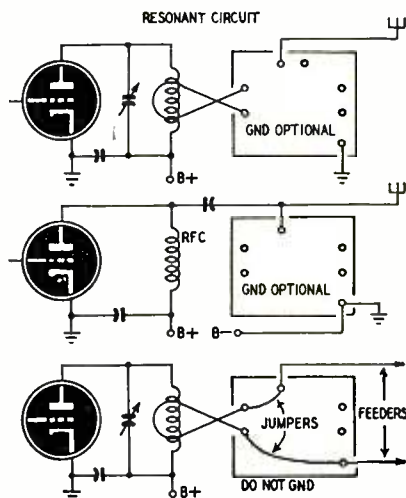 RESONANT CIRCUIT
GND OPTIONAL
B+
RFC
GND OPTIONAL
B+
B-
JUMPERS
FEEDERS
DO NOT GND
B+